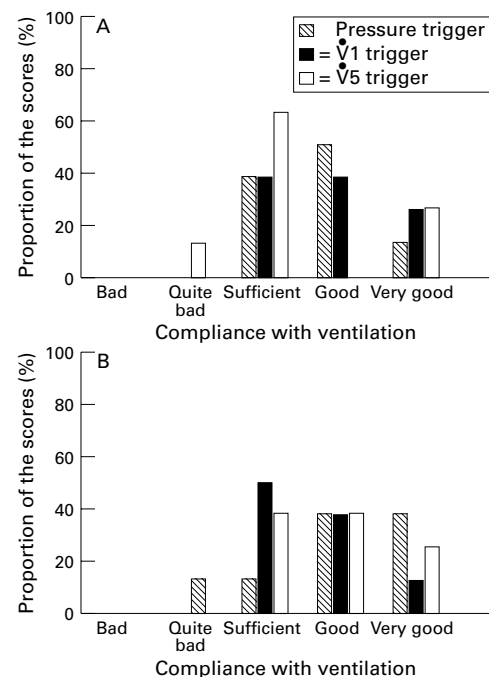 A
Pressure trigger
= V̇1 trigger
= V̇5 trigger
Proportion of the scores (%)
100
80
60
40
20
0
Bad
Quite
bad
Sufficient
Good
Very good
Compliance with ventilation
B
Proportion of the scores (%)
100
80
60
40
20
0
Bad
Quite
bad
Sufficient
Good
Very good
Compliance with ventilation